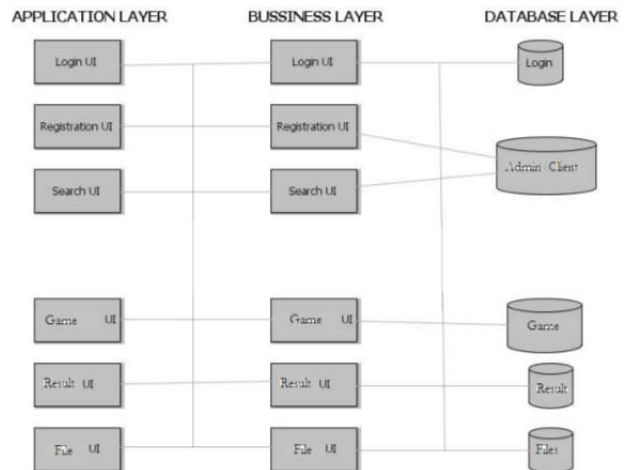 APPLICATION LAYER BUSSINESS LAYER DATABASE LAYER
Login UI Login UI Login
Registration UI Registration UI
Admin Client
Search UI Search UI
Game UI Game UI Game
Result UI Result UI Result
File UI File UI Files